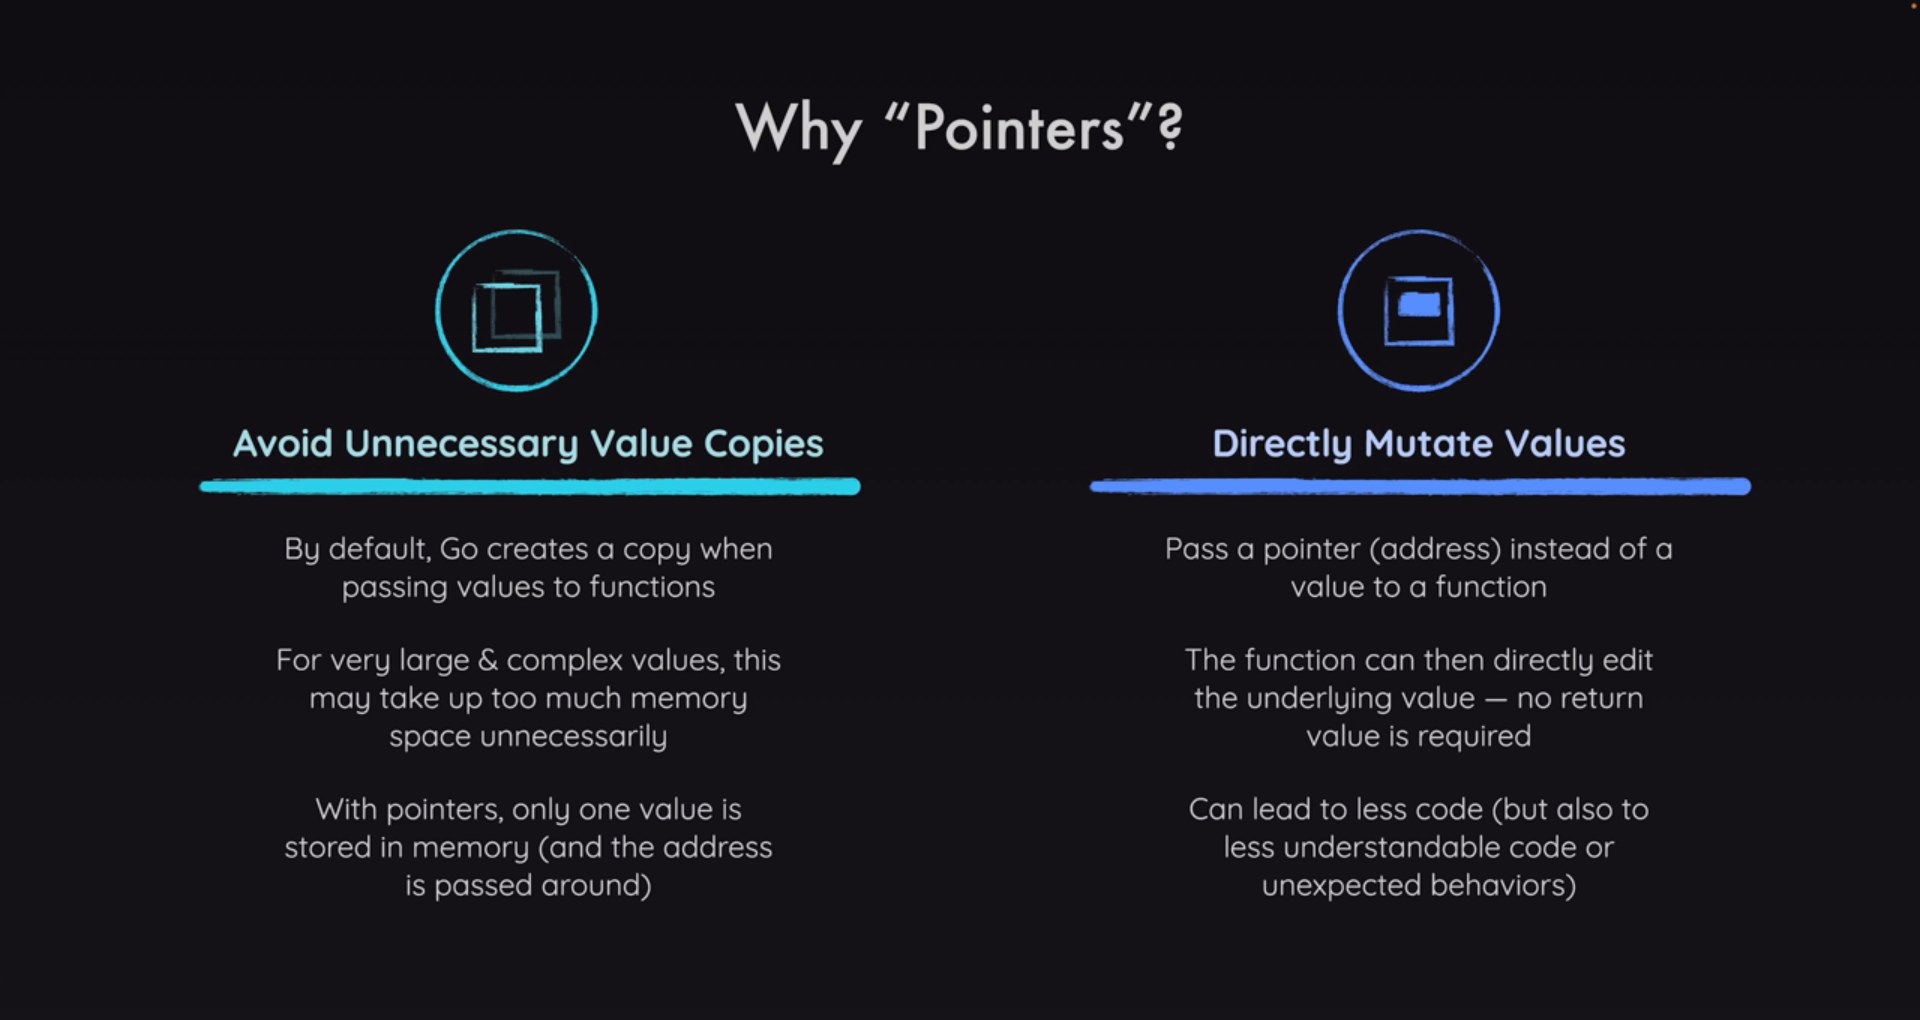 Why “Pointers”?
Avoid Unnecessary Value Copies
By default, Go creates a copy when
passing values to functions
For very large & complex values, this
may take up too much memory
space unnecessarily
With pointers, only one value is
stored in memory (and the address
is passed around)
Directly Mutate Values
Pass a pointer (address) instead of a
value to a function
The function can then directly edit
the underlying value — no return
value is required
Can lead to less code (but also to
less understandable code or
unexpected behaviors)